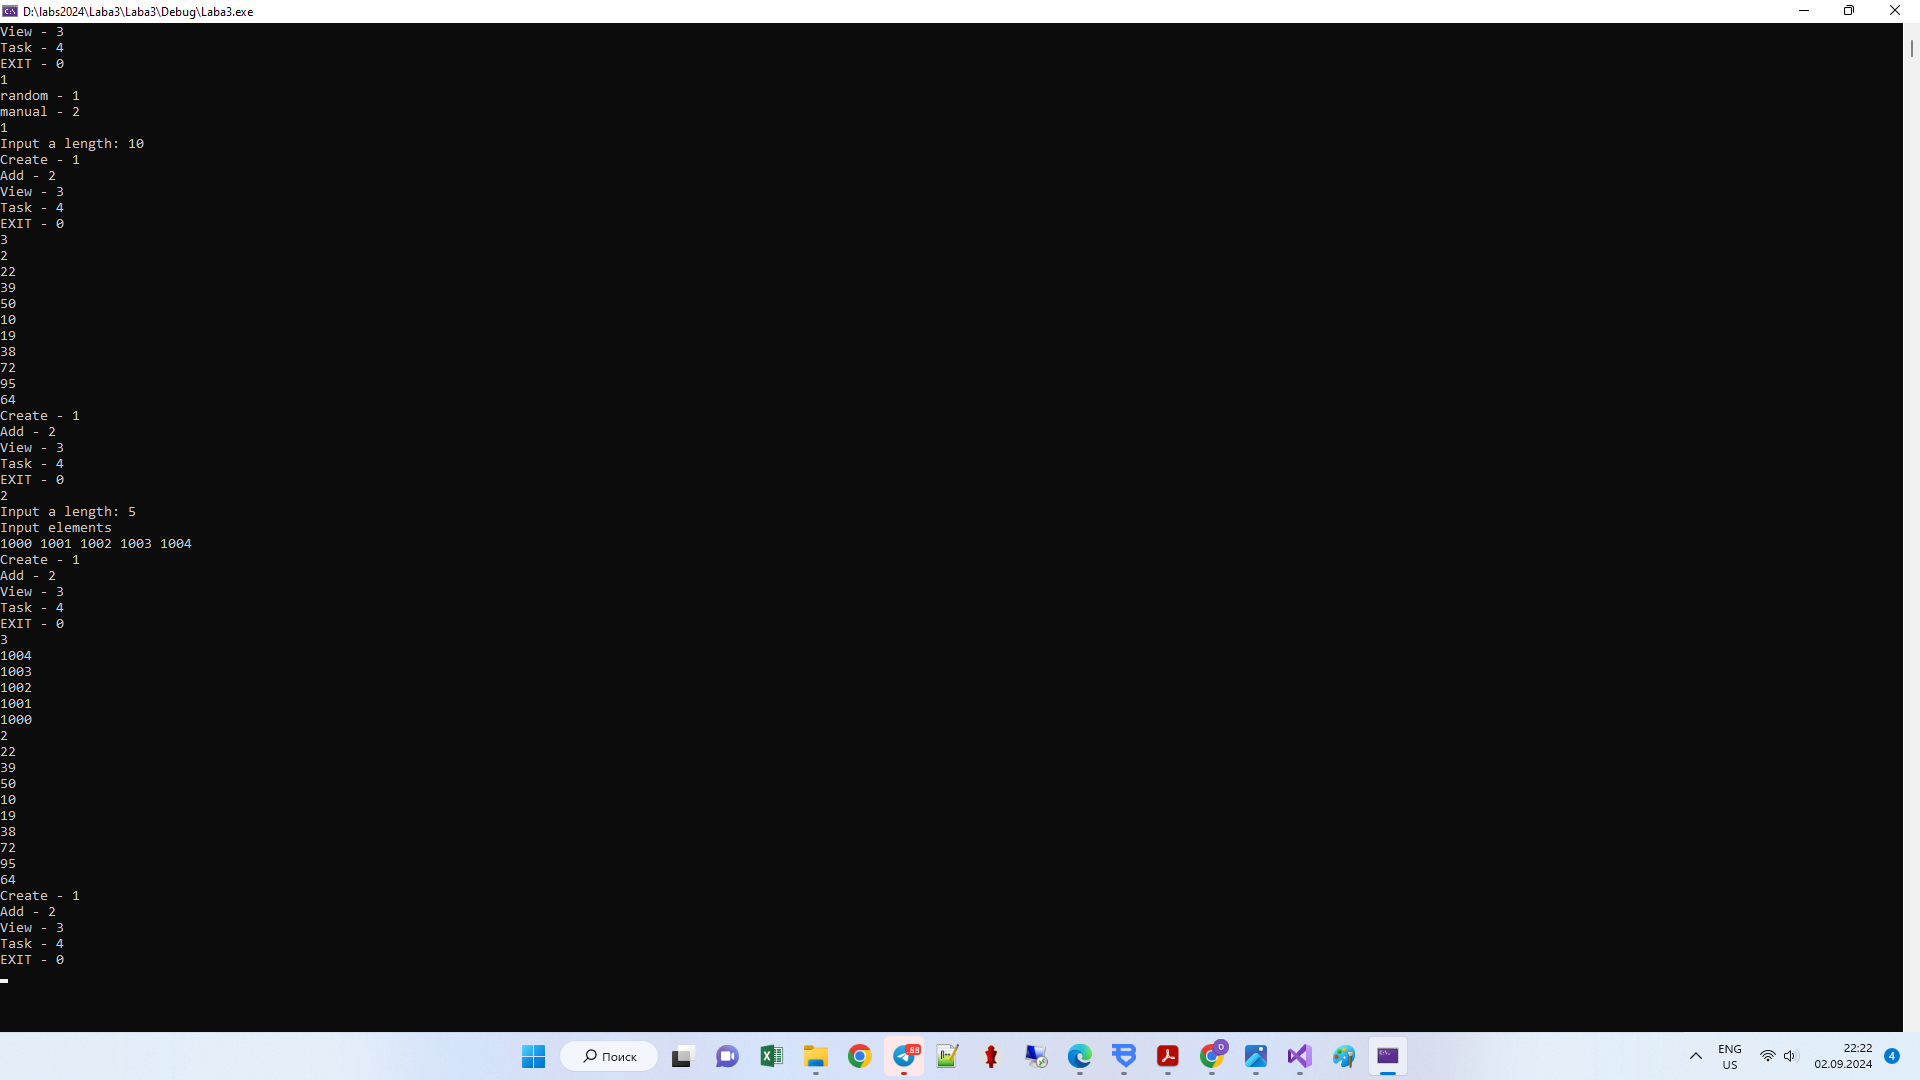 D:\labs2024\Laba3\Laba3\Debug\Laba3.exe
View - 3
Task - 4
EXIT - 0
1
random - 1
manual - 2
1
Input a length: 10
Create - 1
Add - 2
View - 3
Task - 4
EXIT - 0
3
2
22
39
50
10
19
38
72
95
64
Create - 1
Add - 2
View - 3
Task - 4
EXIT - 0
2
Input a length: 5
Input elements
1000 1001 1002 1003 1004
Create - 1
Add - 2
View - 3
Task - 4
EXIT - 0
3
1004
1003
1002
1001
1000
2
22
39
50
10
19
38
72
95
64
Create - 1
Add - 2
View - 3
Task - 4
EXIT - 0
Поиск
88
D
ENG
US
22:22
02.09.2024
4